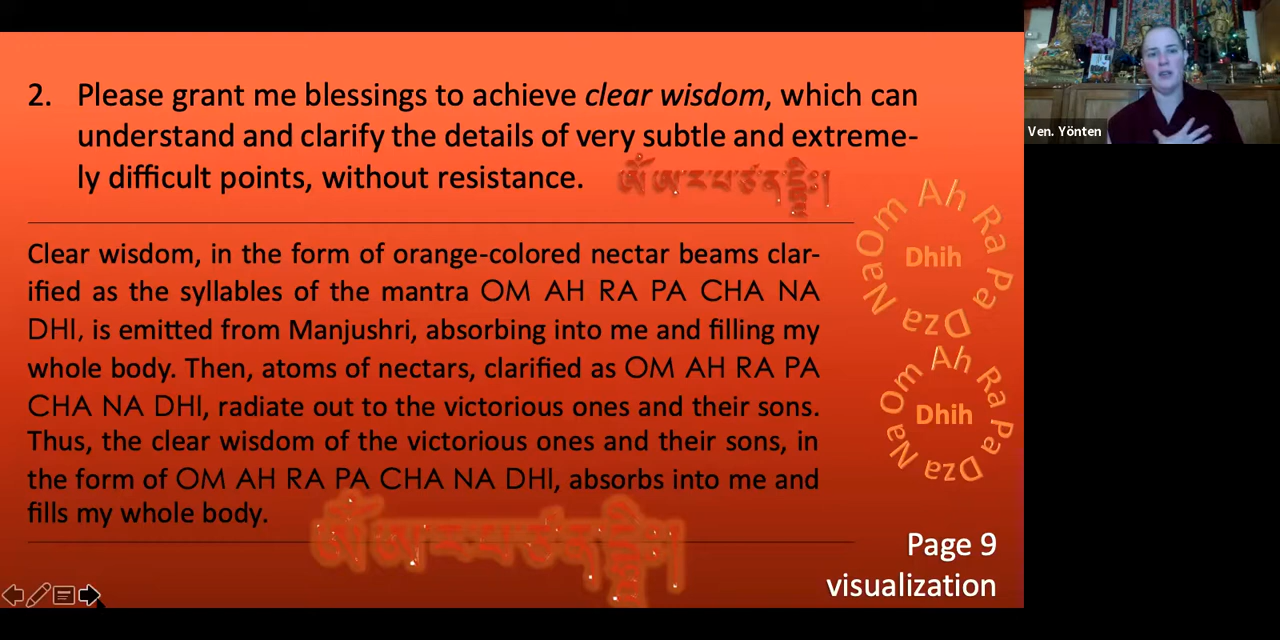 2. Please grant me blessings to achieve clear wisdom, which can
understand and clarify the details of very subtle and extreme-
ly difficult points, without resistance.
ༀ་ཨ་ར་པ་ཙ་ན་དྷཱིཿ།
Clear wisdom, in the form of orange-colored nectar beams clar-
ified as the syllables of the mantra OM AH RA PA CHA NA
DHI, is emitted from Manjushri, absorbing into me and filling my
whole body. Then, atoms of nectars, clarified as OM AH RA PA
CHA NA DHI, radiate out to the victorious ones and their sons.
Thus, the clear wisdom of the victorious ones and their sons, in
the form of OM AH RA PA CHA NA DHI, absorbs into me and
fills my whole body.
ༀ་ཨ་ར་པ་ཙ་ན་དྷཱིཿ།
Om Ah Ra Pa Dza Na
Dhih
Om Ah Ra Pa Dza Na
Dhih
Page 9
visualization
Ven. Yönten